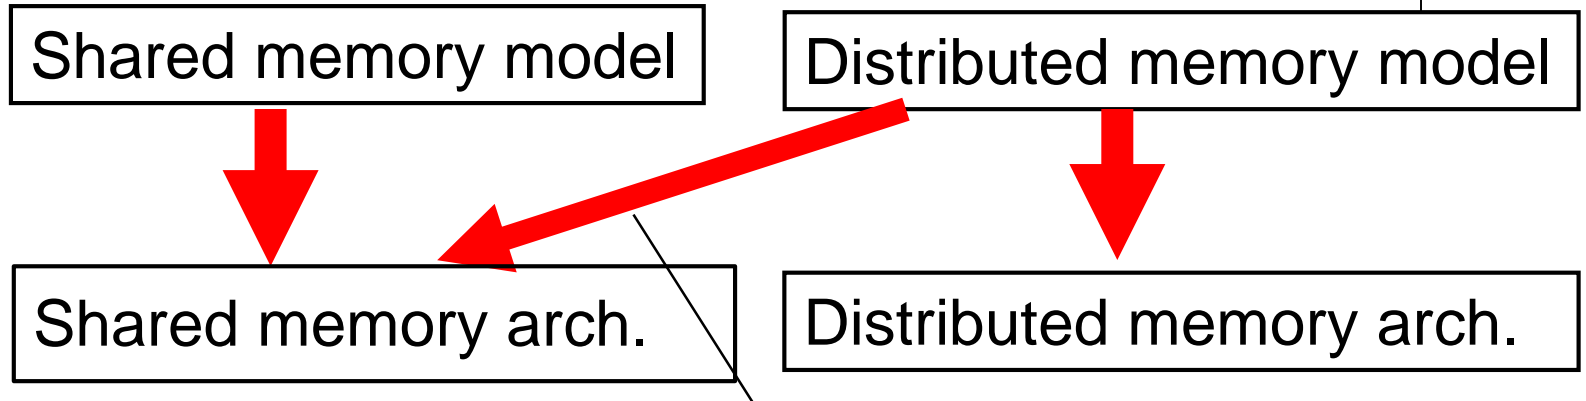 Shared memory model
Distributed memory model
Shared memory arch.
Distributed memory arch.